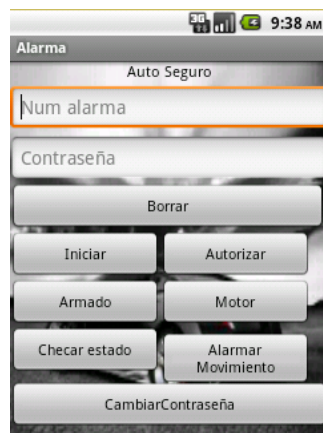 3G 9:38 AM
Alarma
Auto Seguro
Num alarma
Contraseña
Borrar
Iniciar Autorizar
Armado Motor
Checar estado Alarmar
Movimiento
CambiarContraseña